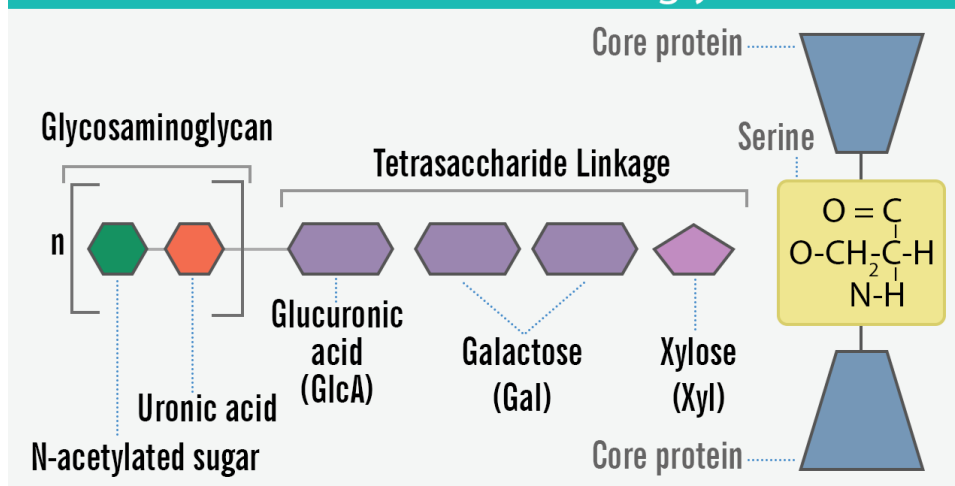 Core protein
Glycosaminoglycan
Serine
Tetrasaccharide Linkage
n
O = C
O-CH2-C-H
N-H
Glucuronic
acid
(GlcA)
Galactose
(Gal)
Xylose
(Xyl)
Uronic acid
N-acetylated sugar
Core protein